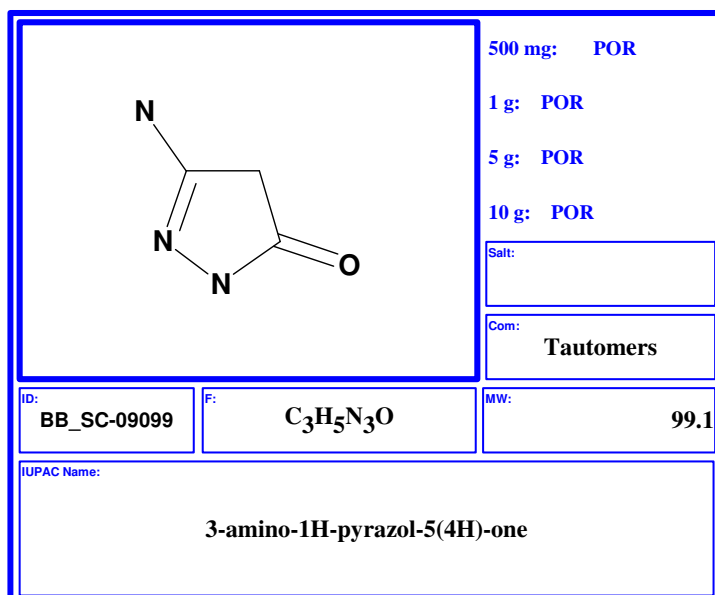 500 mg: POR
1 g: POR
5 g: POR
10 g: POR
N
N
N
O
Salt:
Com:
Tautomers
ID:
BB_SC-09099
F:
C3H5N3O
MW:
99.1
IUPAC Name:
3-amino-1H-pyrazol-5(4H)-one